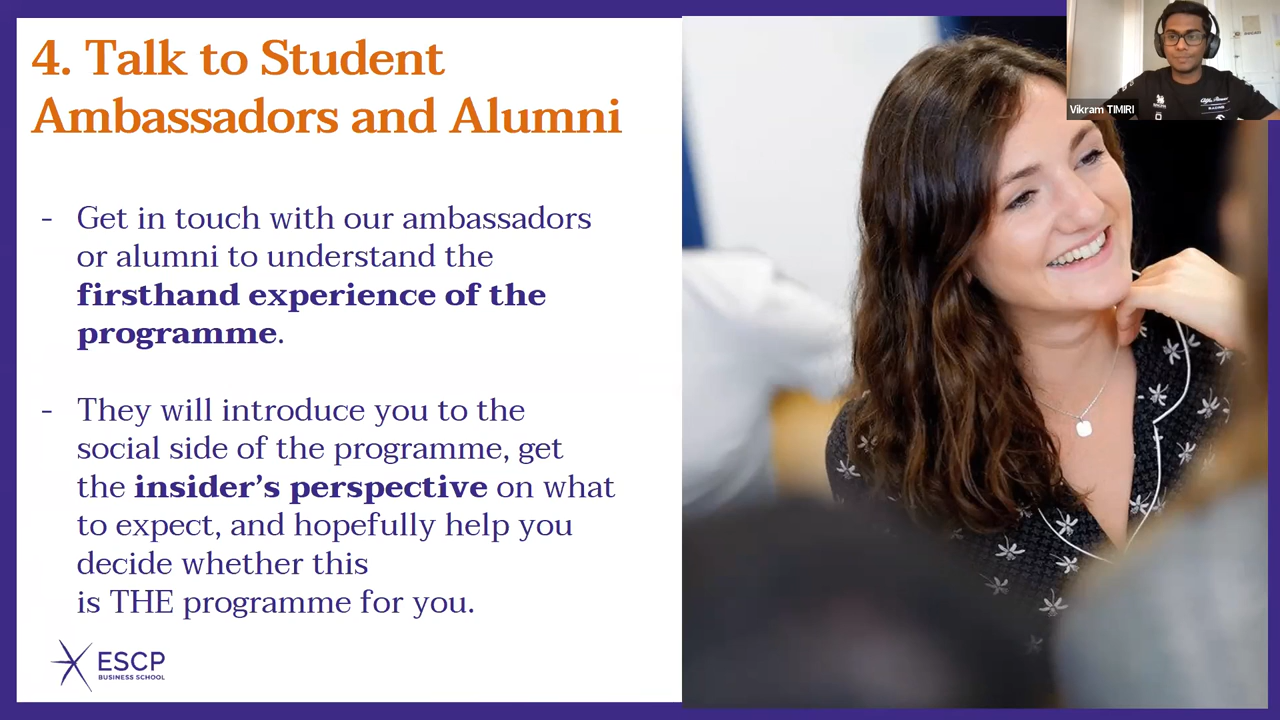 4. Talk to Student
Ambassadors and Alumni
- Get in touch with our ambassadors
or alumni to understand the
firsthand experience of the
programme.
- They will introduce you to the
social side of the programme, get
the insider’s perspective on what
to expect, and hopefully help you
decide whether this
is THE programme for you.
ESCP
BUSINESS SCHOOL
Vikram TIMIRI